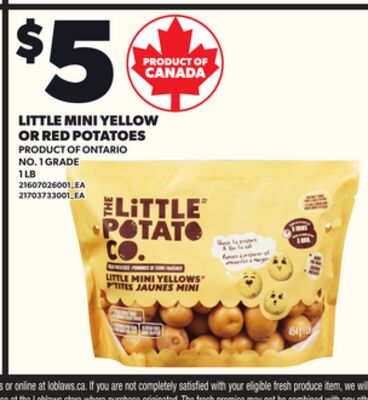 $5
PRODUCT OF
CANADA
LITTLE MINI YELLOW
OR RED POTATOES
PRODUCT OF ONTARIO
NO. 1 GRADE
1 LB
21607026001_EA
21703733001_EA
THE
LiTTLE
POTATO
CO.
LITTLE MINI YELLOWS
P'TITES JAUNES MINI
Quick to prepare
& fun to eat
Rapides à préparer et
amusantes à manger
5 MINS
454 g
s or online at loblaws.ca. If you are not completely satisfied with your eligible fresh produce item, we will